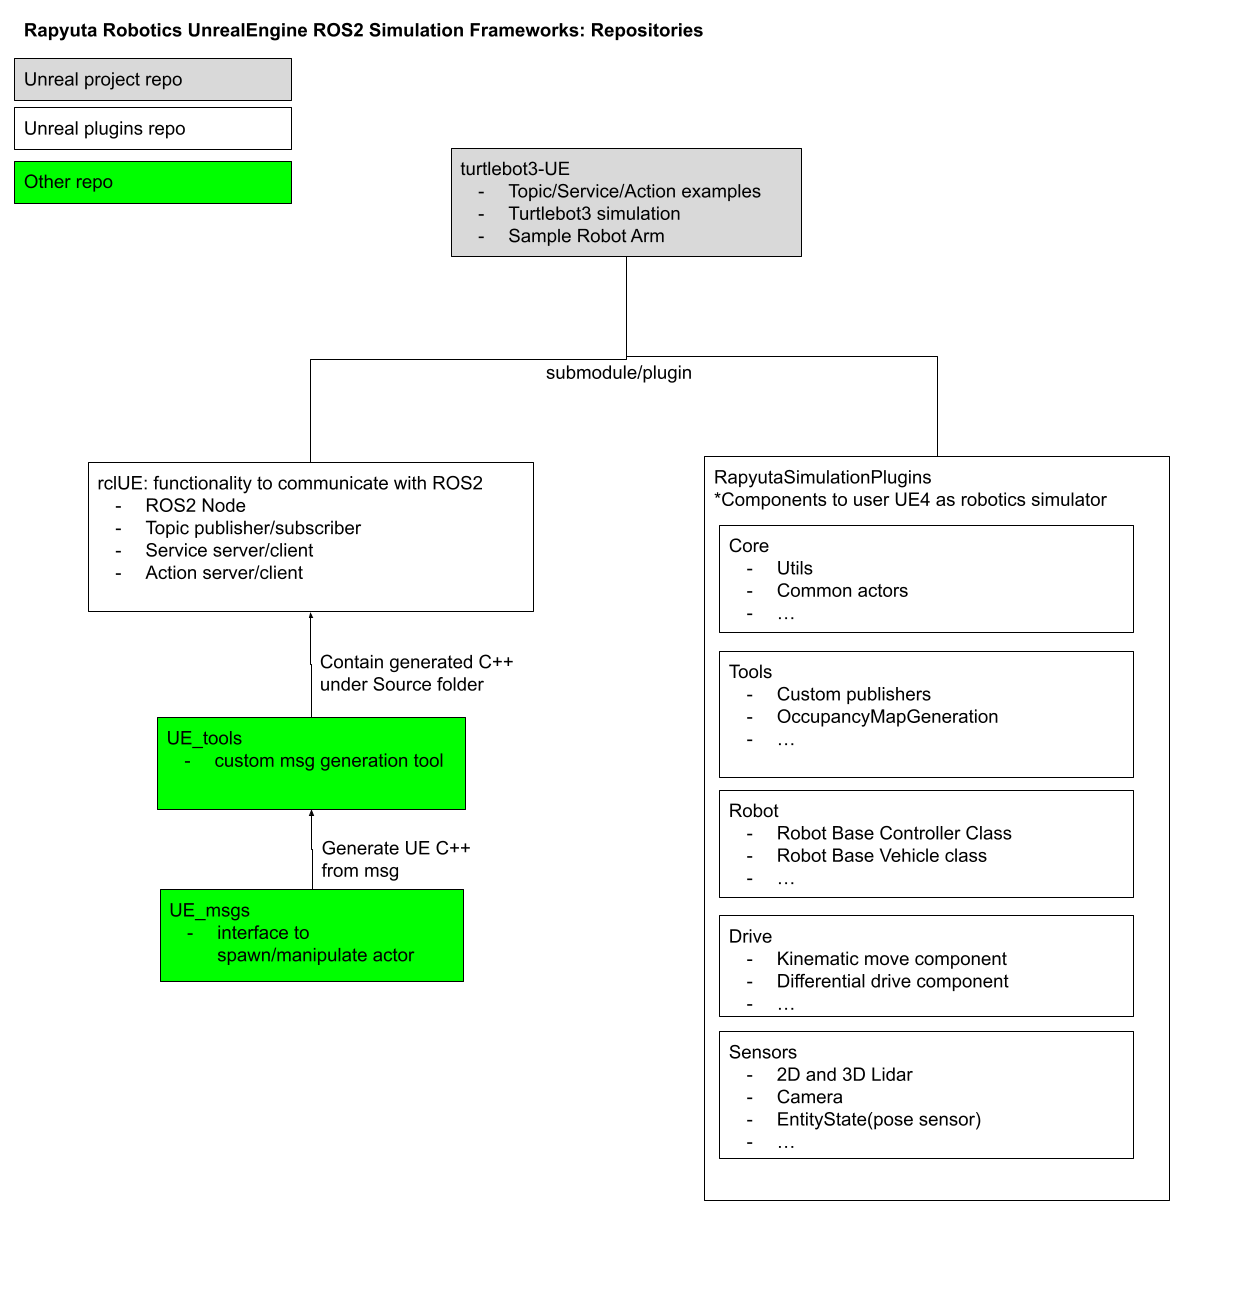 Rapyuta Robotics UnrealEngine ROS2 Simulation Frameworks: Repositories
Unreal project repo
Unreal plugins repo
Other repo
turtlebot3-UE
- Topic/Service/Action examples
- Turtlebot3 simulation
- Sample Robot Arm
submodule/plugin
rclUE: functionality to communicate with ROS2
- ROS2 Node
- Topic publisher/subscriber
- Service server/client
- Action server/client
Contain generated C++
under Source folder
UE_tools
- custom msg generation tool
Generate UE C++
from msg
UE_msgs
- interface to
spawn/manipulate actor
RapyutaSimulationPlugins
*Components to user UE4 as robotics simulator
Core
- Utils
- Common actors
- …
Tools
- Custom publishers
- OccupancyMapGeneration
- …
Robot
- Robot Base Controller Class
- Robot Base Vehicle class
- …
Drive
- Kinematic move component
- Differential drive component
- …
Sensors
- 2D and 3D Lidar
- Camera
- EntityState(pose sensor)
- …